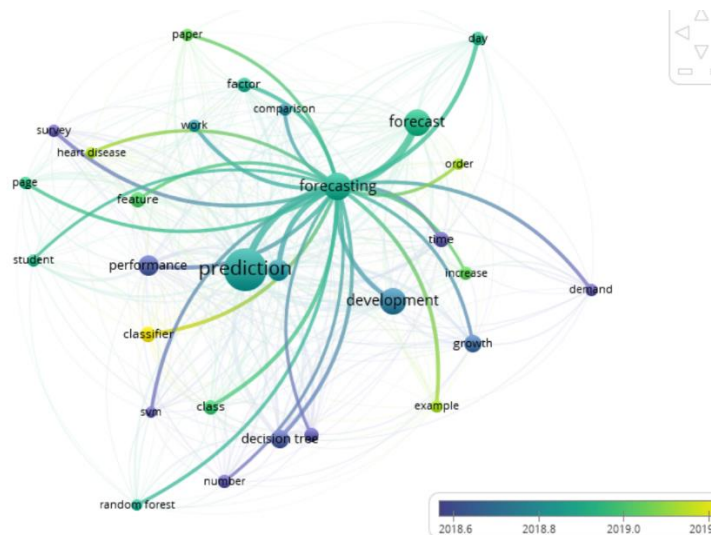 paper
day
factor
comparison
forecast
work
survey
heart disease
order
page
forecasting
feature
time
student
performance
prediction
increase
demand
development
classifier
growth
svm
class
example
decision tree
number
random forest
2018.6
2018.8
2019.0